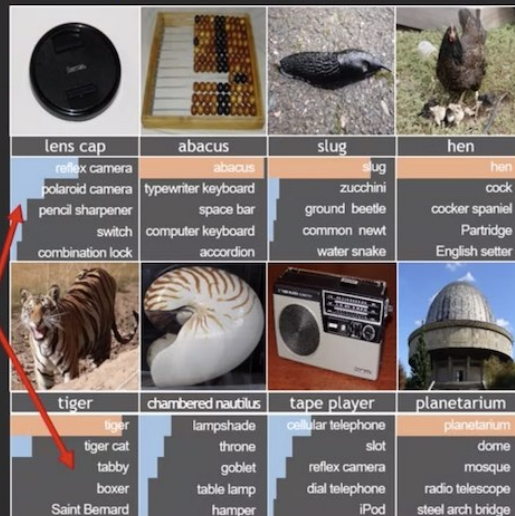 lens cap
abacus
slug
hen
reflex camera
polaroid camera
pencil sharpener
switch
combination lock
abacus
typewriter keyboard
space bar
computer keyboard
accordion
slug
zucchini
ground beetle
common newt
water snake
hen
cock
cocker spaniel
Partridge
English setter
tiger
chambered nautilus
tape player
planetarium
tiger
tiger cat
tabby
boxer
Saint Bernard
lampshade
throne
goblet
table lamp
hamper
cellular telephone
slot
reflex camera
dial telephone
iPod
planetarium
dome
mosque
radio telescope
steel arch bridge